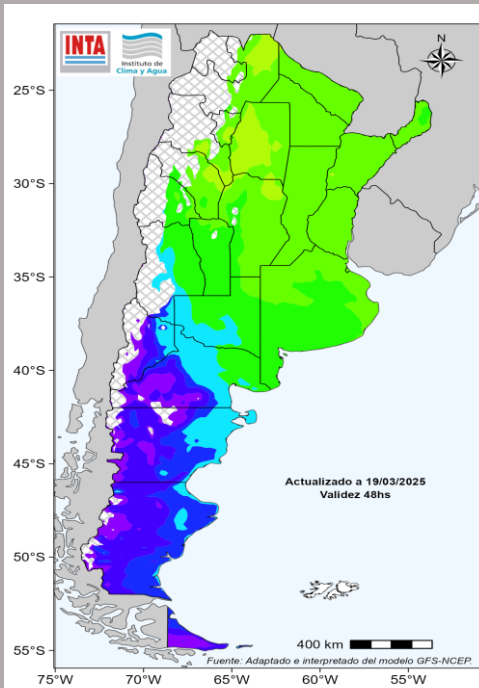 INTA
Instituto de
Clima y Agua
N
25°S
30°S
35°S
40°S
45°S
50°S
55°S
Actualizado a 19/03/2025
Validez 48hs
400 km
Fuente: Adaptado e interpretado del modelo GFS-NCEP.
75°W
70°W
65°W
60°W
55°W